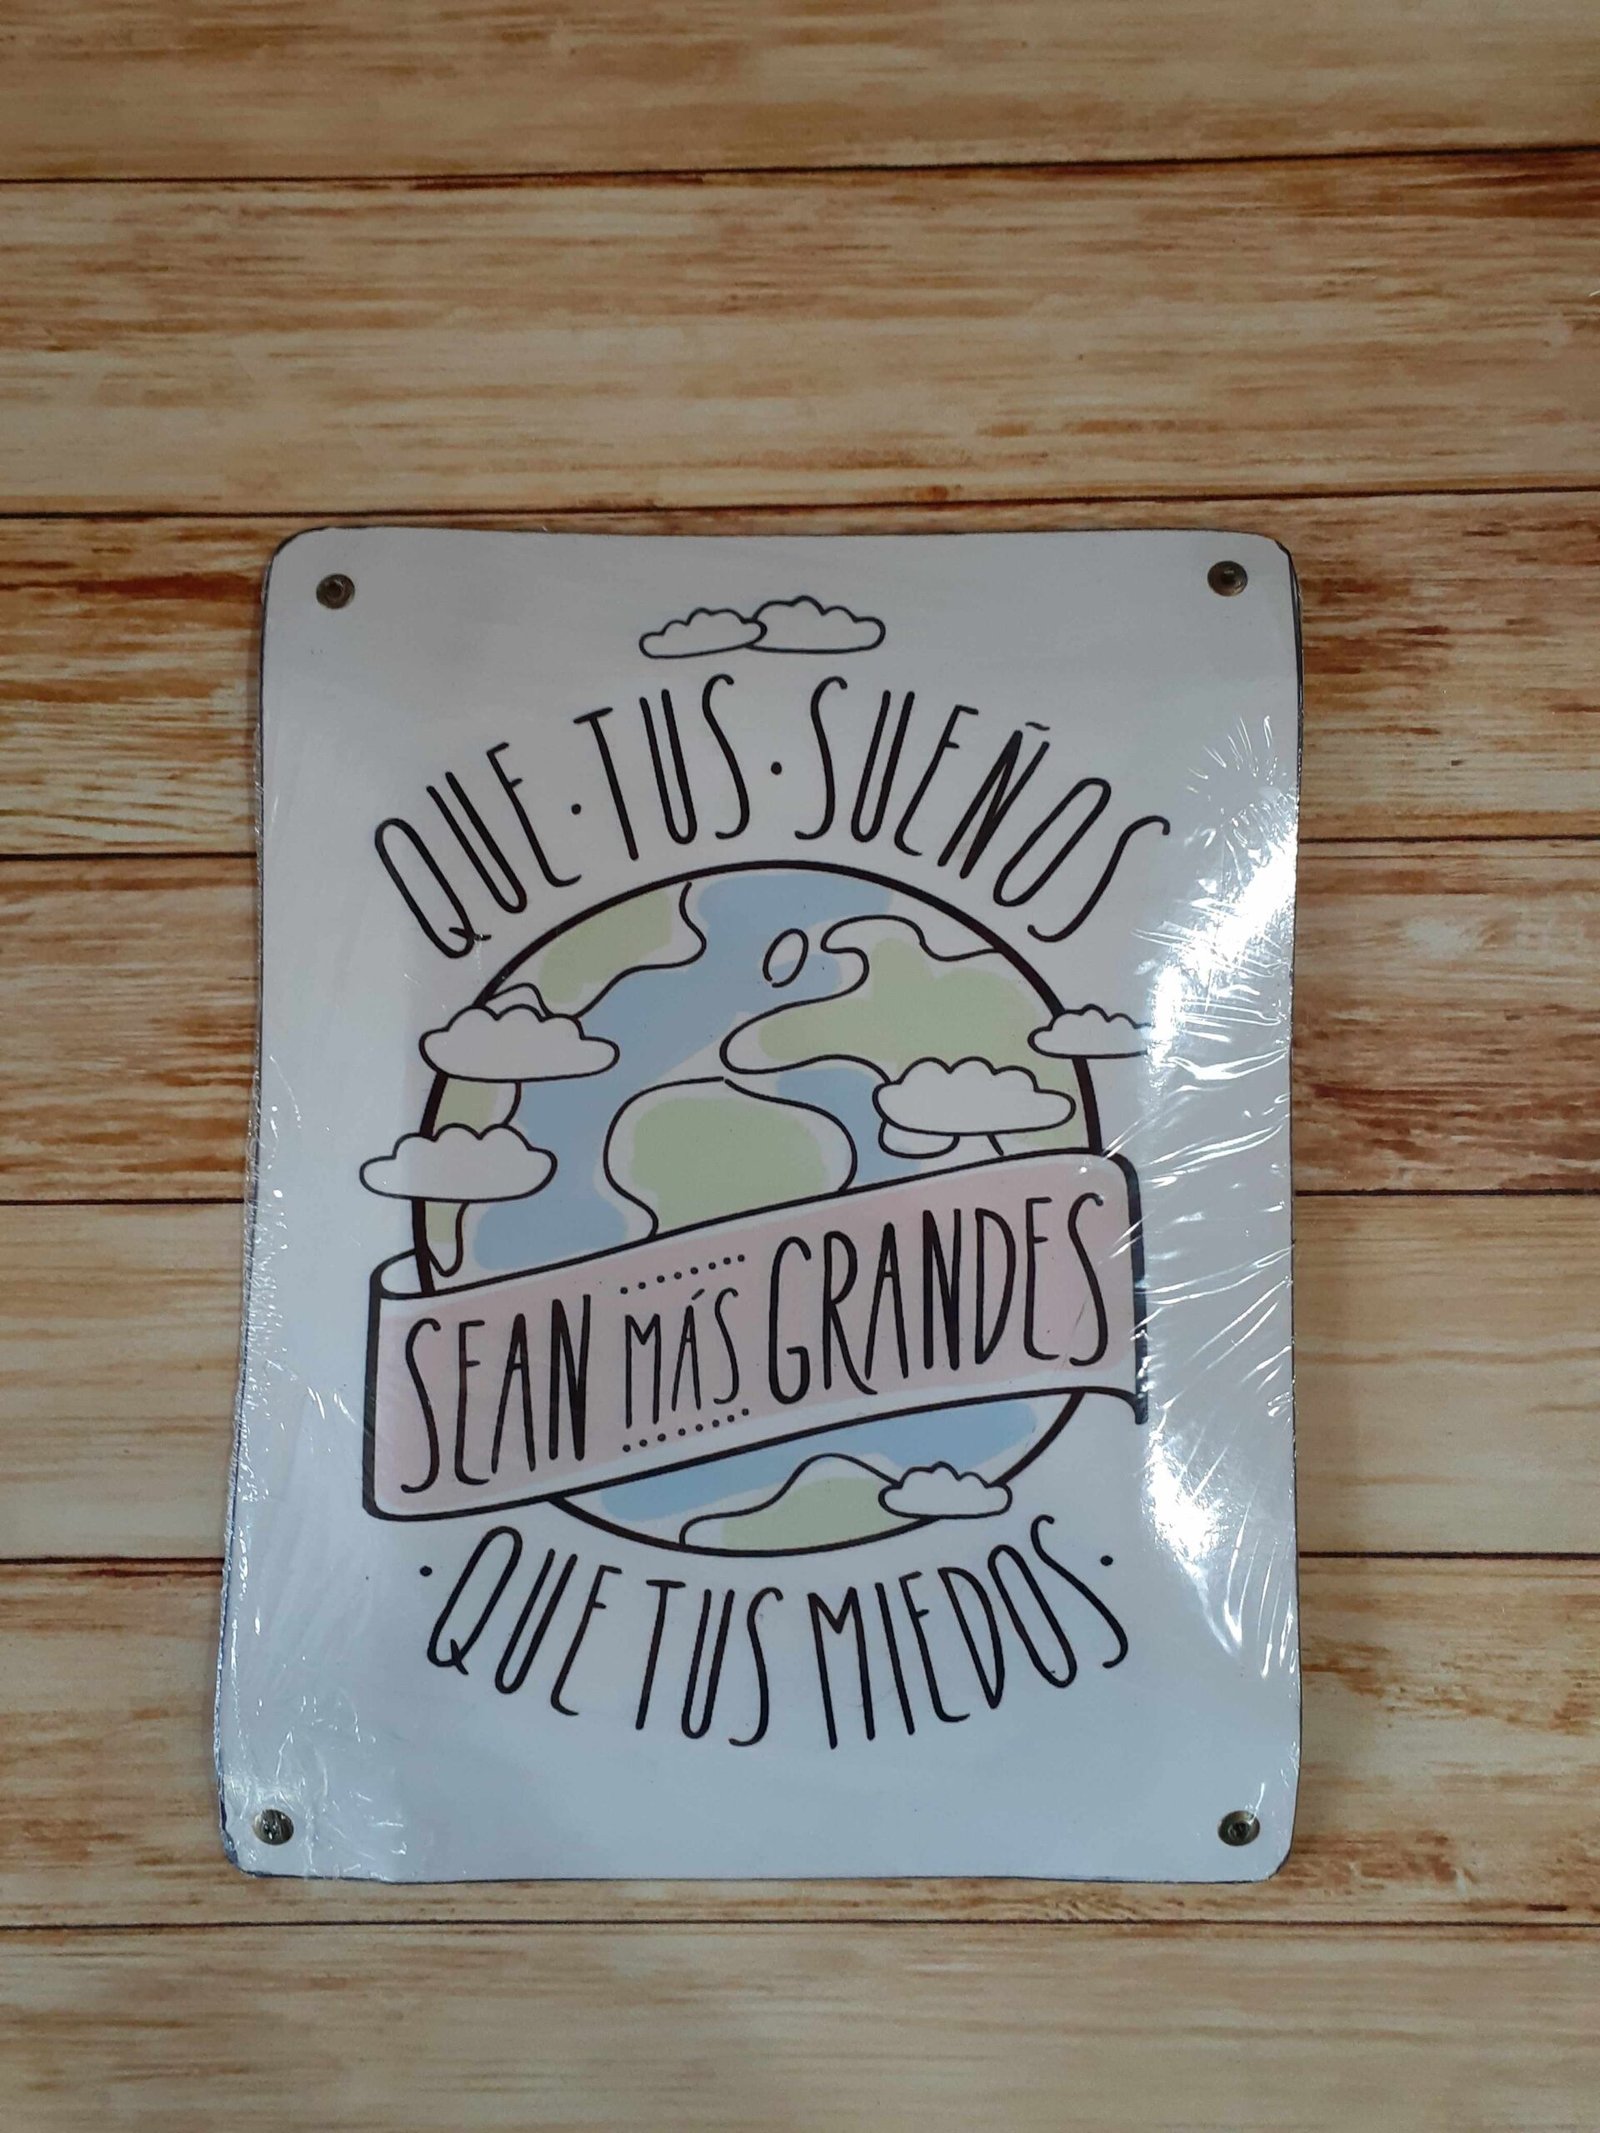 QUE · TUS · SUEÑOS
SEAN MÁS GRANDES
· QUE TUS MIEDOS ·